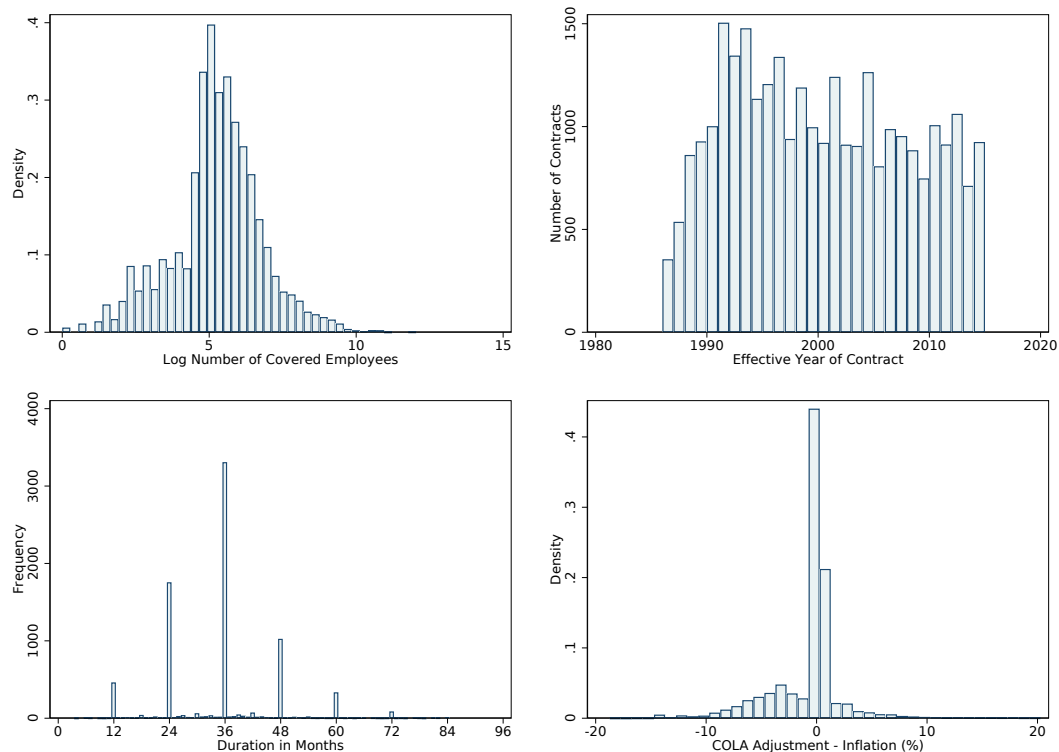 Density
0 .1 .2 .3 .4
0 5 10 15
Log Number of Covered Employees
Number of Contracts
0 500 1000 1500
1980 1990 2000 2010 2020
Effective Year of Contract
Frequency
0 1000 2000 3000 4000
0 12 24 36 48 60 72 84 96
Duration in Months
Density
0 .1 .2 .3 .4
-20 -10 0 10 20
COLA Adjustment - Inflation (%)